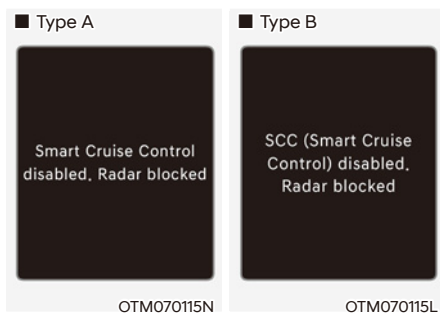 ■ Type A
Smart Cruise Control
disabled. Radar blocked
OTM070115N
■ Type B
SCC (Smart Cruise
Control) disabled.
Radar blocked
OTM070115L